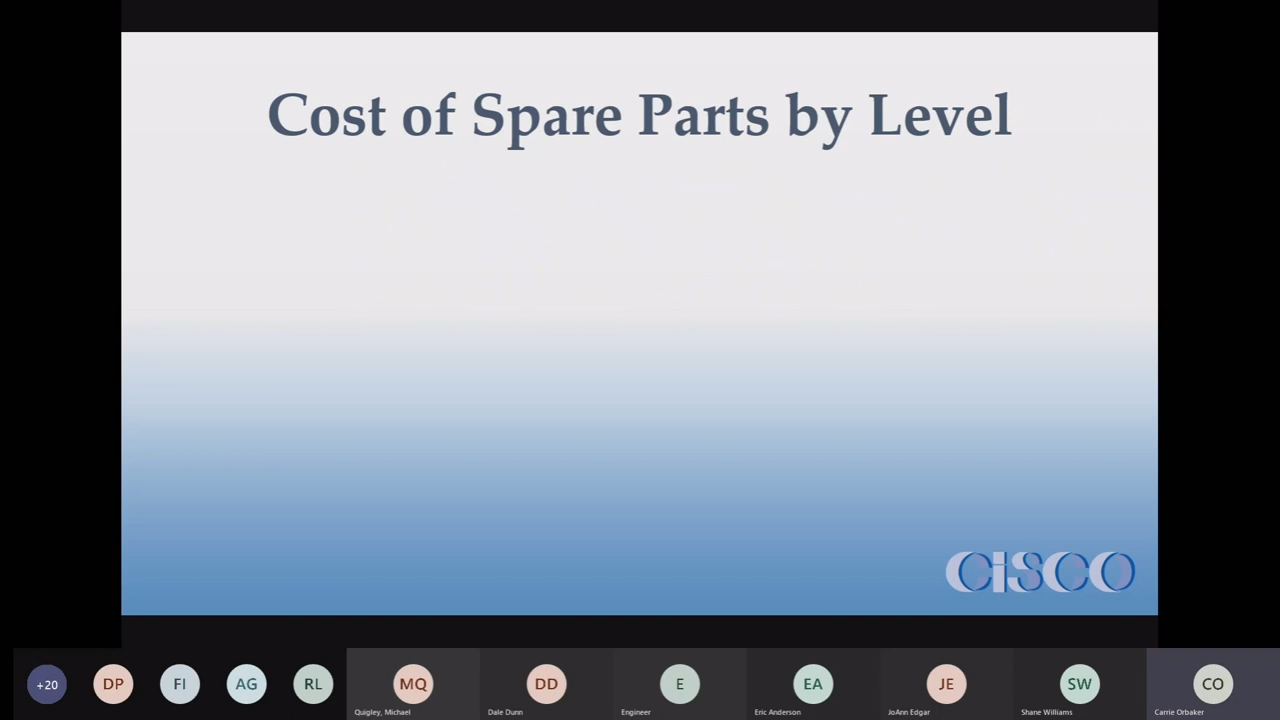 Cost of Spare Parts by Level
CiSCO
+20
DP
FI
AG
RL
MQ
DD
E
EA
JE
SW
CO
Quigley, Michael
Dale Dunn
Engineer
Eric Anderson
JoAnn Edgar
Shane Williams
Carrie Orbaker